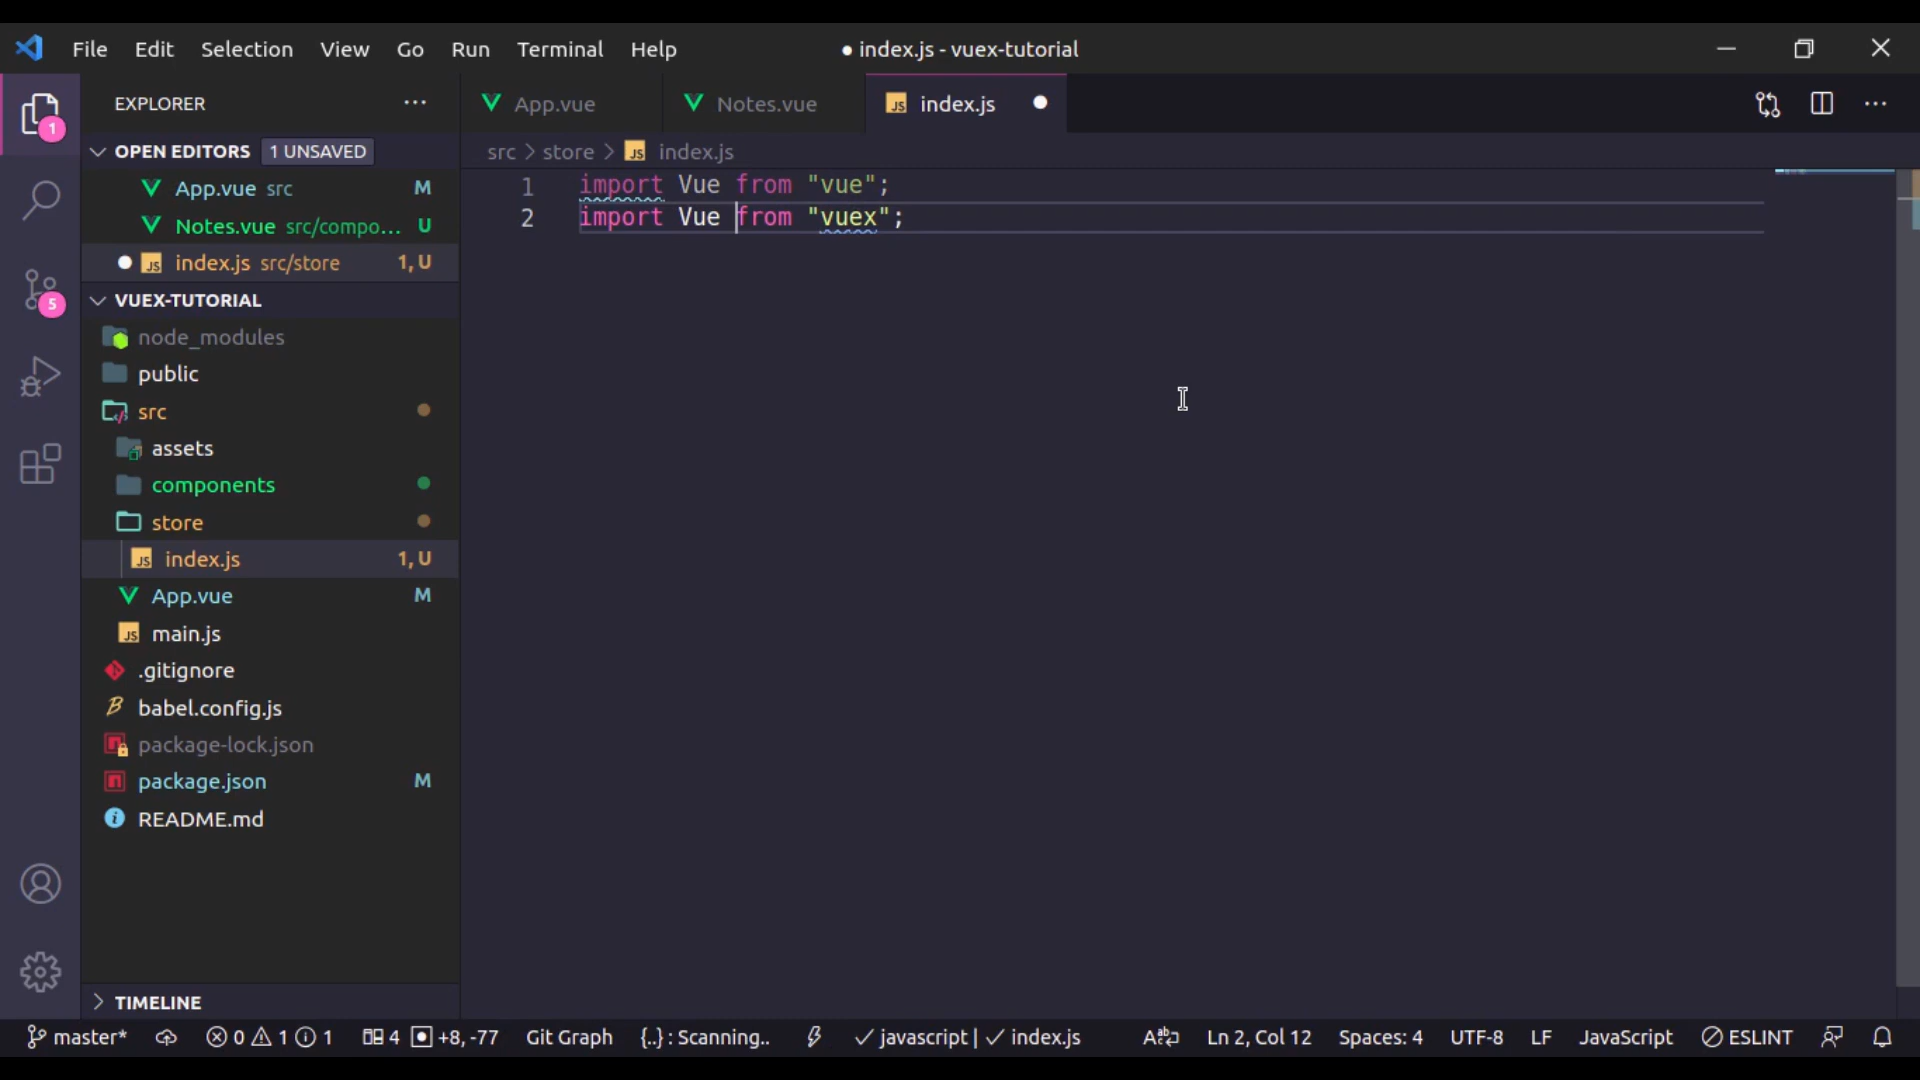 File Edit Selection View Go Run Terminal Help ● index.js - vuex-tutorial
EXPLORER ···
App.vue Notes.vue index.js
OPEN EDITORS 1 UNSAVED
src > store > index.js
App.vue src M
Notes.vue src/compo... U
index.js src/store 1, U
VUEX-TUTORIAL
node_modules
public
src
assets
components
store
index.js 1, U
App.vue M
main.js
.gitignore
babel.config.js
package-lock.json
package.json M
README.md
TIMELINE
1
5
1 import Vue from "vue";
2 import Vue from "vuex";
master* 0 1 1 4 +8, -77 Git Graph {..} : Scanning.. ✓ javascript | ✓ index.js Ln 2, Col 12 Spaces: 4 UTF-8 LF JavaScript ESLINT